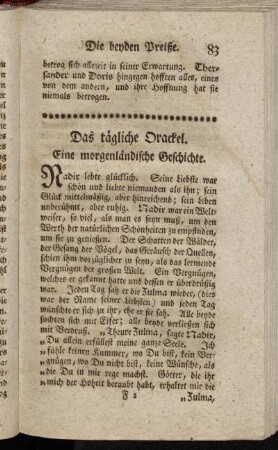 Die beyden Preiße. 83
betrog sich allezeit in seiner Erwartung. Ther-
sander und Doris hingegen hofften alles, eines
von dem andern, und ihre Hoffnung hat sie
niemals betrogen.
Das tägliche Orackel.
Eine morgenländische Geschichte.
Nadir lebte glücklich. Seine Liebste war
schön und liebte niemanden als ihn; sein
Glück mittelmäßig, aber hinreichend; sein Leben
unberühmt, aber ruhig. Nadir war ein Welt-
weiser, so viel, als man es seyn muß, um den
Werth der natürlichen Schönheiten zu empfinden,
um sie zu geniessen. Der Schatten der Wälder,
der Gesang der Vögel, das Geräusch der Quellen,
schien ihm vorzüglicher zu seyn, als das lermende
Vergnügen der großen Welt. Ein Vergnügen,
welches er gekannt hatte und dessen er überdrüßig
war. Jeden Tag sah er die Zulma wieder, (dies
war der Name seiner Liebsten) und jeden Tag
wünschte er sich zu ihr, ehe er sie sah. Alle beyde
suchten sich mit Eifer; alle beyde verließen sich
mit Verdruß. „Theure Zulma, sagte Nadir,
„Du allein erfüllest meine ganze Seele. Ich
„fühle keinen Kummer, wo Du bist, kein Ver-
„gnügen, wo Du nicht bist, keine Wünsche, als
„die Du in mir rege machst. Götter, die ihr
„mich der Hoheit beraubt habt, erhaltet mir die
F 2 „Zulma,